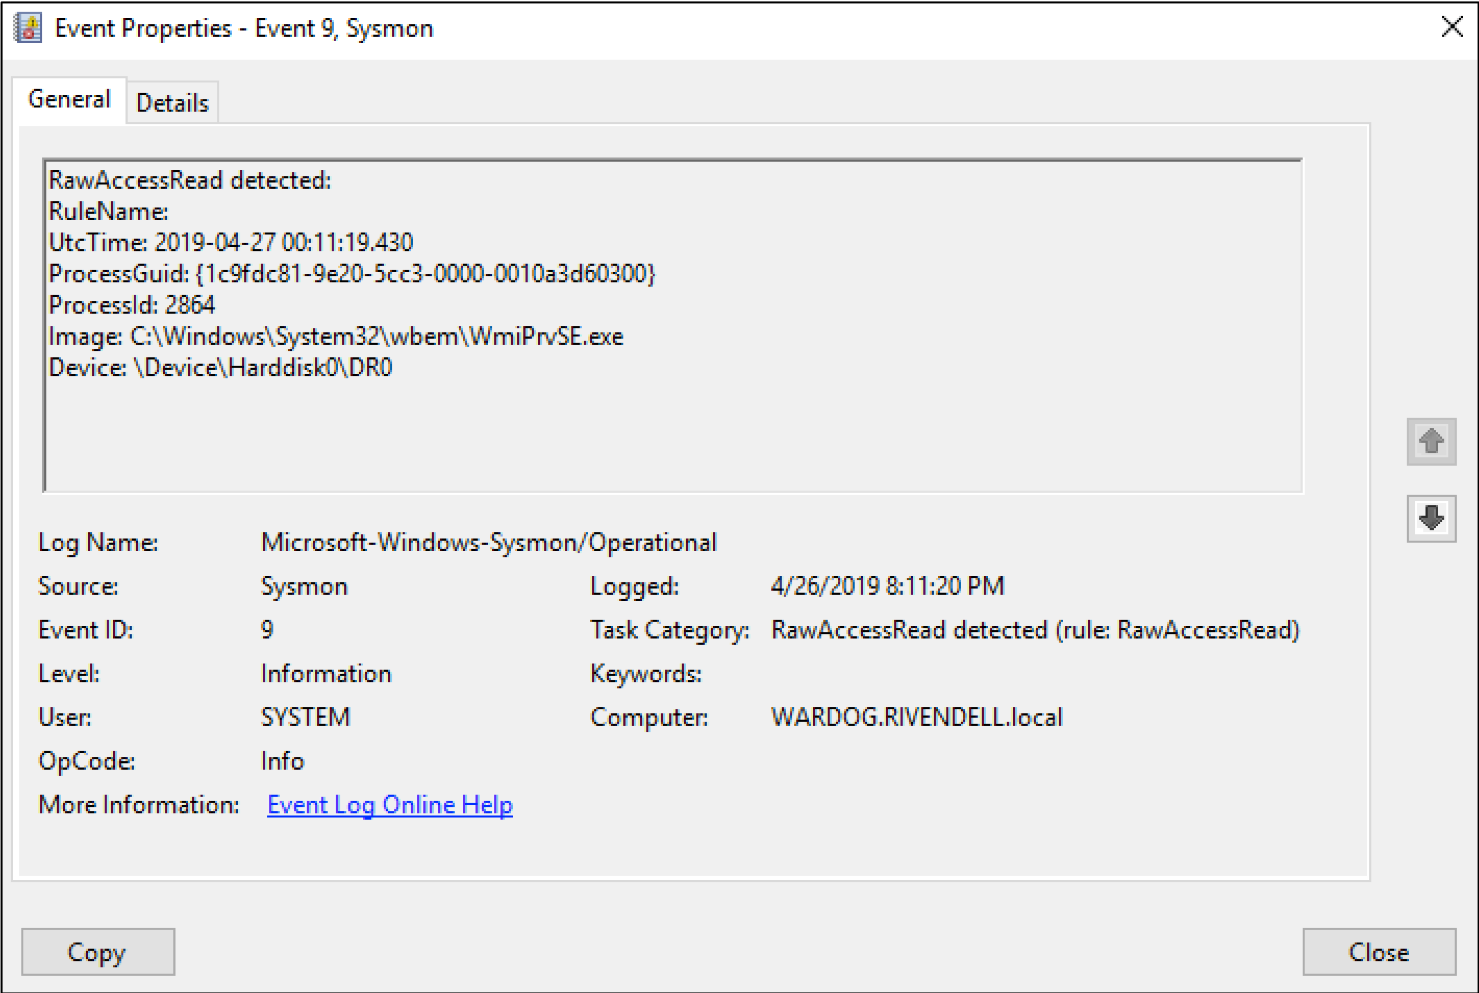 Event Properties - Event 9, Sysmon
General
Details
RawAccessRead detected:
RuleName:
UtcTime: 2019-04-27 00:11:19.430
ProcessGuid: {1c9fdc81-9e20-5cc3-0000-0010a3d60300}
ProcessId: 2864
Image: C:\Windows\System32\wbem\WmiPrvSE.exe
Device: \Device\Harddisk0\DR0
Log Name: Microsoft-Windows-Sysmon/Operational
Source: Sysmon Logged: 4/26/2019 8:11:20 PM
Event ID: 9 Task Category: RawAccessRead detected (rule: RawAccessRead)
Level: Information Keywords:
User: SYSTEM Computer: WARDOG.RIVENDELL.local
OpCode: Info
More Information: Event Log Online Help
Copy
Close